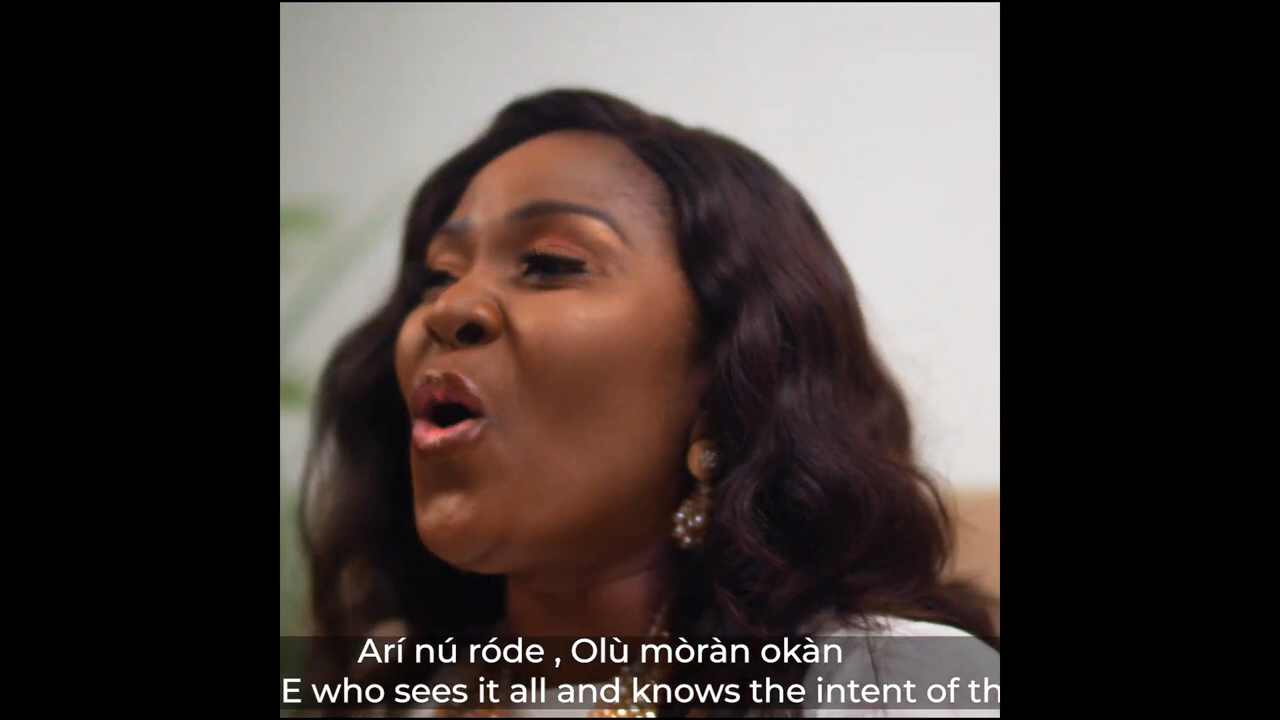 Arí nú róde , Olù mòràn okàn
E who sees it all and knows the intent of th